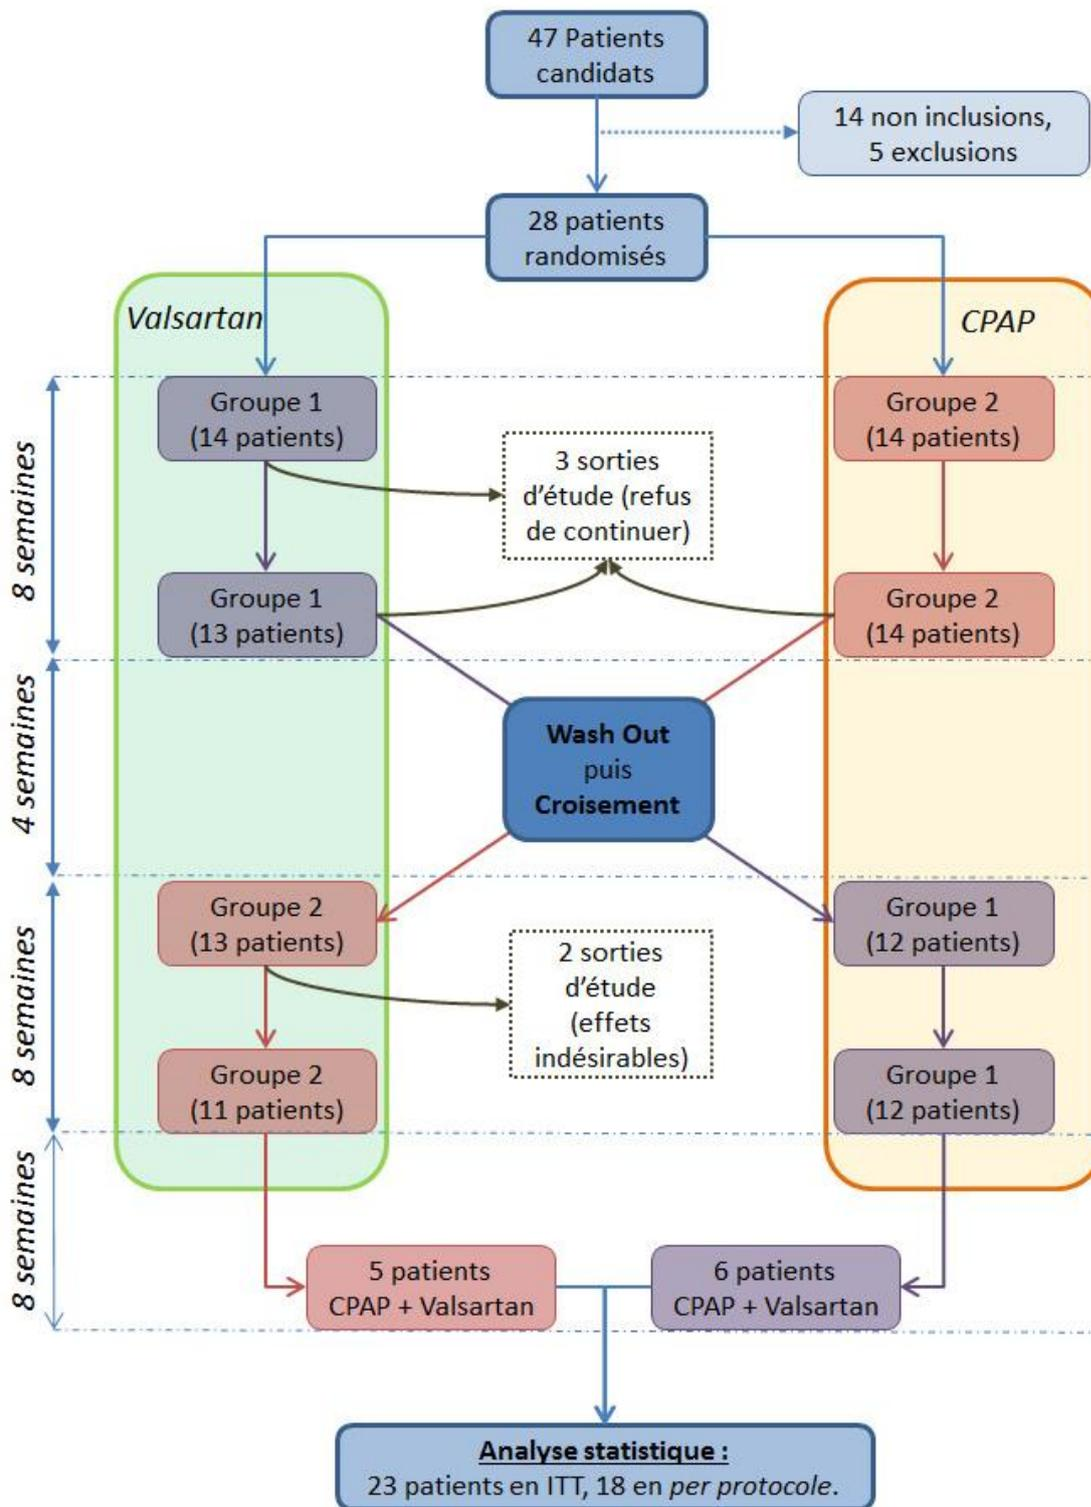 47 Patients
candidats
14 non inclusions,
5 exclusions
28 patients
randomisés
Valsartan
CPAP
8 semaines
Groupe 1
(14 patients)
Groupe 2
(14 patients)
3 sorties
d'étude (refus
de continuer)
Groupe 1
(13 patients)
Groupe 2
(14 patients)
4 semaines
Wash Out
puis
Croisement
8 semaines
Groupe 2
(13 patients)
Groupe 1
(12 patients)
2 sorties
d'étude
(effets
indésirables)
Groupe 2
(11 patients)
Groupe 1
(12 patients)
8 semaines
5 patients
CPAP + Valsartan
6 patients
CPAP + Valsartan
Analyse statistique :
23 patients en ITT, 18 en per protocole.